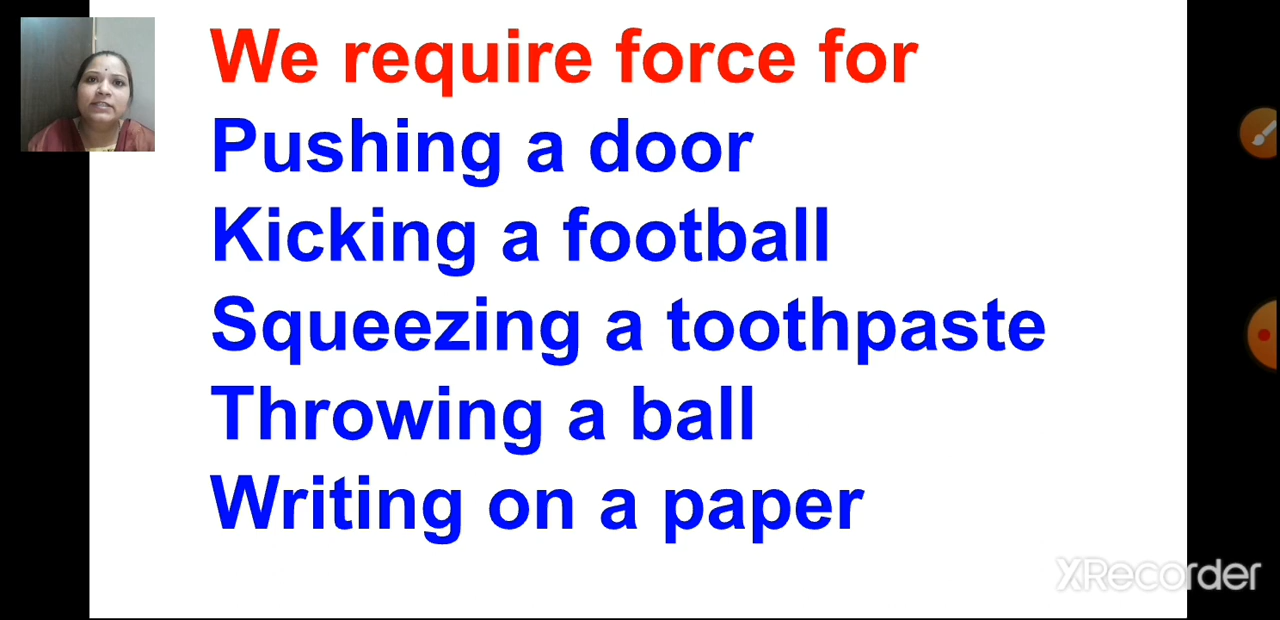 We require force for
Pushing a door
Kicking a football
Squeezing a toothpaste
Throwing a ball
Writing on a paper
XRecorder